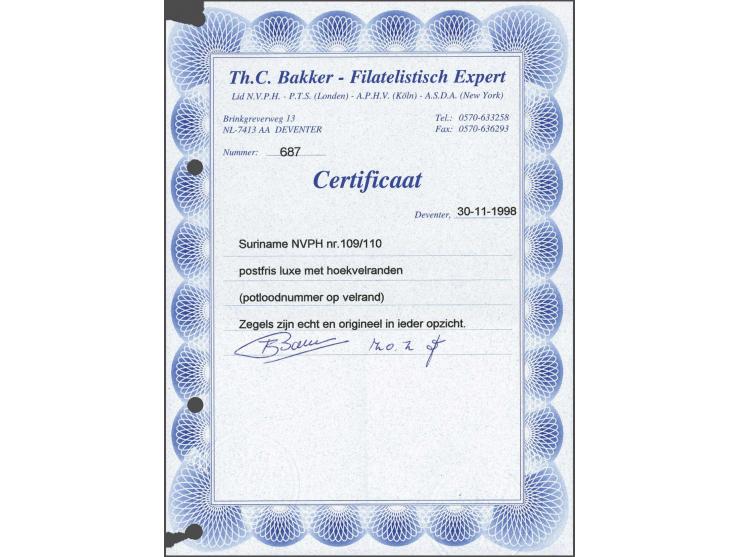 Th.C. Bakker - Filatelistisch Expert
Lid N.V.P.H. - P.T.S. (Londen) - A.P.H.V. (Köln) - A.S.D.A. (New York)
Brinkgreverweg 13 Tel.: 0570-633258
NL-7413 AA DEVENTER Fax: 0570-636293
Nummer: 687
Certificaat
Deventer, 30-11-1998
Suriname NVPH nr.109/110
postfris luxe met hoekvelranden
(potloodnummer op velrand)
Zegels zijn echt en origineel in ieder opzicht.